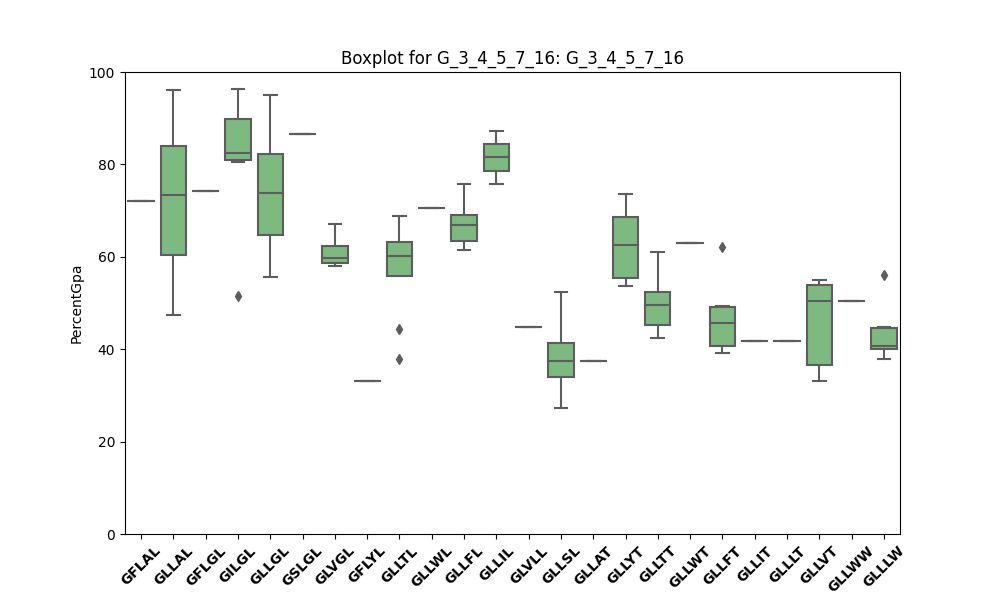 Boxplot for G_3_4_5_7_16: G_3_4_5_7_16
PercentGpa
100
80
60
40
20
0
GFLAL GLLAL GFLGL GILGL GLLGL GSLGL GLVGL GFLYL GLLTL GLLWL GLLFL GLLIL GLVLL GLLSL GLLAT GLLYT GLLTT GLLWT GLLFT GLLIT GLLLT GLLVT GLLWW GLLLW